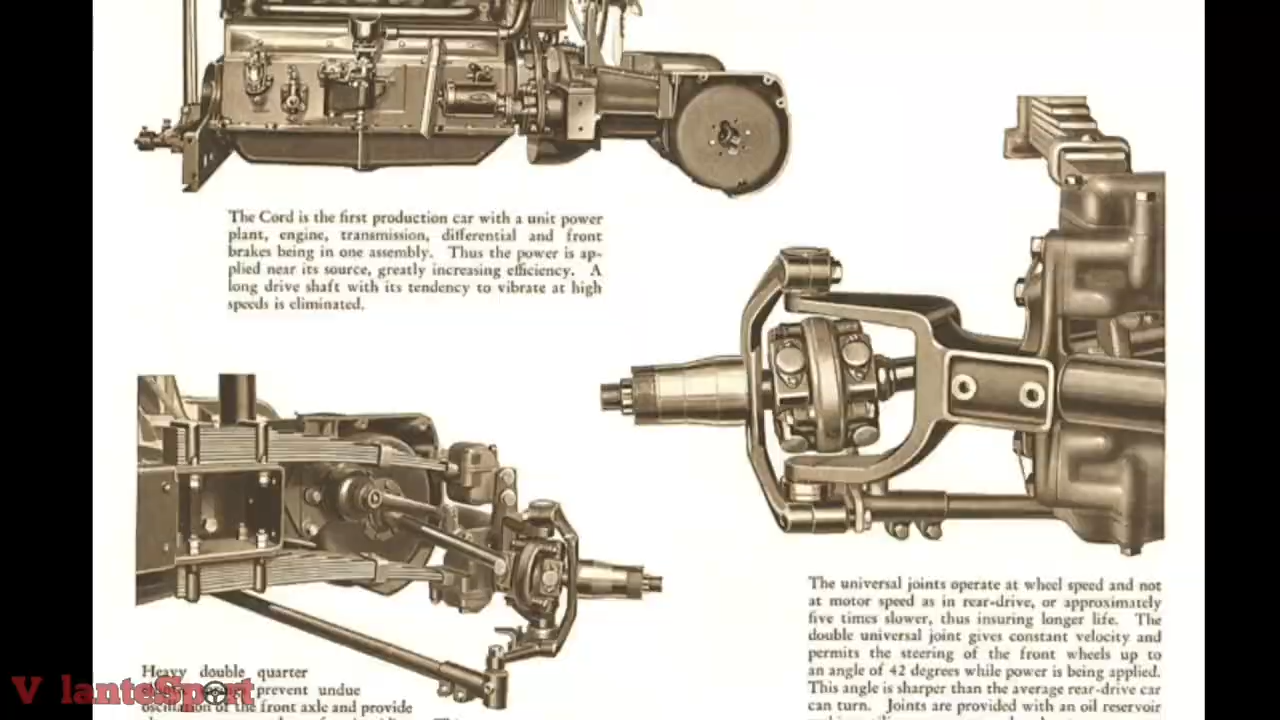 The Cord is the first production car with a unit power
plant, engine, transmission, differential and front
brakes being in one assembly. Thus the power is ap-
plied near its source, greatly increasing efficiency. A
long drive shaft with its tendency to vibrate at high
speeds is eliminated.
The universal joints operate at wheel speed and not
at motor speed as in rear-drive, or approximately
five times slower, thus insuring longer life. The
double universal joint gives constant velocity and
permits the steering of the front wheels up to
an angle of 42 degrees while power is being applied.
This angle is sharper than the average rear-drive car
can turn. Joints are provided with an oil reservoir
Heavy double quarter
prevent undue
oscillation of the front axle and provide
This
V lanteSport